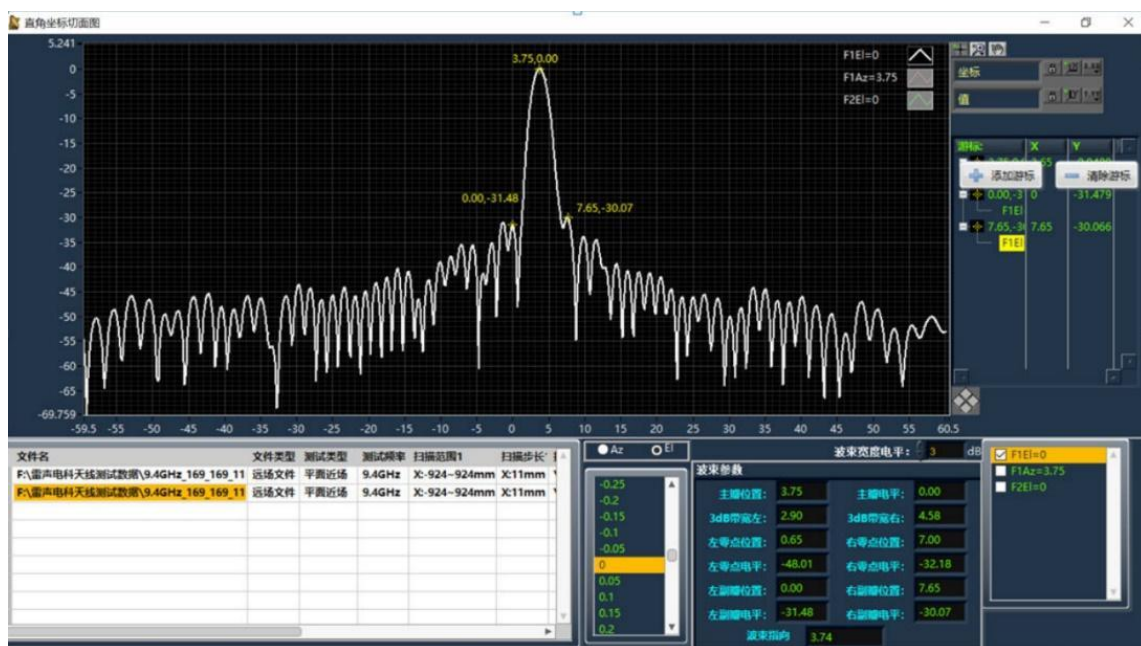 直角坐标切面图
5.241
0
-5
-10
-15
-20
-25
-30
-35
-40
-45
-50
-55
-60
-65
-69.759
3.75,0.00
0.00,-31.48
7.65,-30.07
F1El=0
F1Az=3.75
F2El=0
-59.5 -55 -50 -45 -40 -35 -30 -25 -20 -15 -10 -5 0 5 10 15 20 25 30 35 40 45 50 55 60.5
坐标
值
游标: X Y
添加游标 清除游标
0.00,-3 0 -31.479
F1El
7.65,-3 7.65 -30.066
F1El
文件名 文件类型 测试类型 测试频率 扫描范围1 扫描步长
F:\雷声电科天线测试数据\9.4GHz_169_169_11 远场文件 平面近场 9.4GHz X:-924~924mm X:11mm
F:\雷声电科天线测试数据\9.4GHz_169_169_11 远场文件 平面近场 9.4GHz X:-924~924mm X:11mm
Az El
-0.25
-0.2
-0.15
-0.1
-0.05
0
0.05
0.1
0.15
0.2
波束宽度电平: 3 dB
波束参数
主瓣位置: 3.75 主瓣电平: 0.00
3dB带宽左: 2.90 3dB带宽右: 4.58
左零点位置: 0.65 右零点位置: 7.00
左零点电平: -48.01 右零点电平: -32.18
左副瓣位置: 0.00 右副瓣位置: 7.65
左副瓣电平: -31.48 右副瓣电平: -30.07
波束指向 3.74
F1El=0
F1Az=3.75
F2El=0